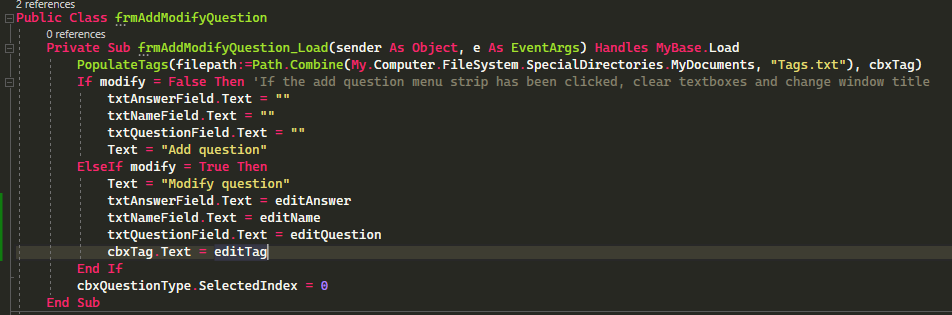 2 references
Public Class frmAddModifyQuestion
0 references
Private Sub frmAddModifyQuestion_Load(sender As Object, e As EventArgs) Handles MyBase.Load
PopulateTags(filepath:=Path.Combine(My.Computer.FileSystem.SpecialDirectories.MyDocuments, "Tags.txt"), cbxTag)
If modify = False Then 'If the add question menu strip has been clicked, clear textboxes and change window title
txtAnswerField.Text = ""
txtNameField.Text = ""
txtQuestionField.Text = ""
Text = "Add question"
ElseIf modify = True Then
Text = "Modify question"
txtAnswerField.Text = editAnswer
txtNameField.Text = editName
txtQuestionField.Text = editQuestion
cbxTag.Text = editTag
End If
cbxQuestionType.SelectedIndex = 0
End Sub